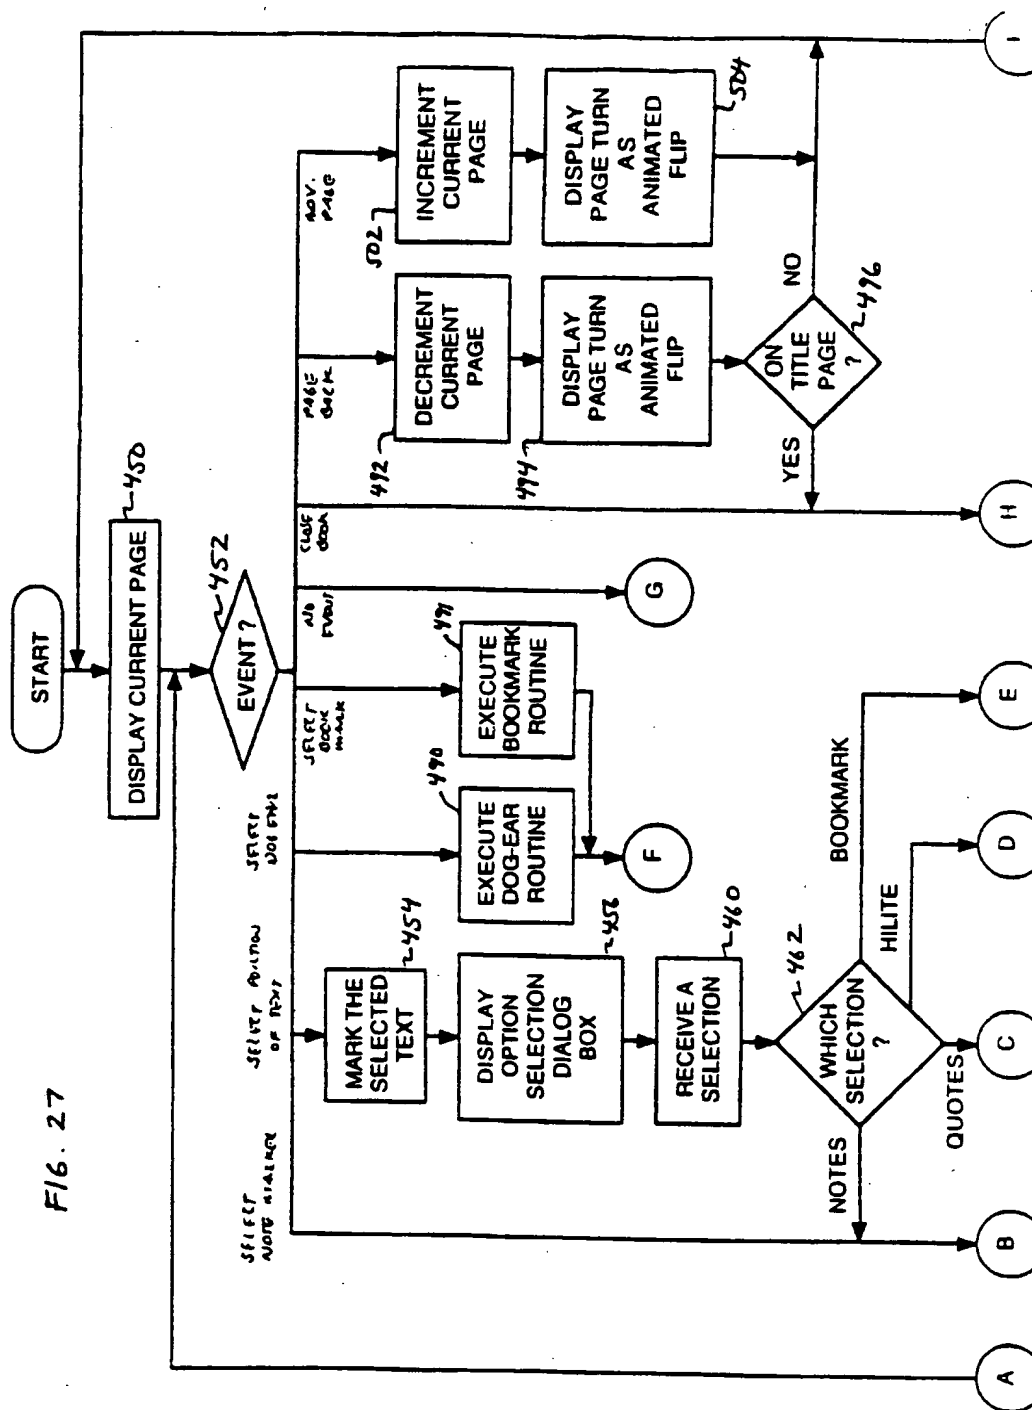 FIG. 27
START
DISPLAY CURRENT PAGE
450
EVENT ?
452
SELECT
NOTE MARKER
SELECT PORTION
OF TEXT
SELECT
DOG EAR
SELECT
BOOK
MARK
NO
EVENT
CLOSE
BOOK
PAGE
BACK
ADV.
PAGE
MARK THE
SELECTED
TEXT
454
DISPLAY
OPTION
SELECTION
DIALOG
BOX
RECEIVE A
SELECTION
460
WHICH
SELECTION
?
462
NOTES
QUOTES
HILITE
BOOKMARK
490
EXECUTE
DOG-EAR
ROUTINE
491
EXECUTE
BOOKMARK
ROUTINE
F
G
492
DECREMENT
CURRENT
PAGE
494
DISPLAY
PAGE TURN
AS
ANIMATED
FLIP
ON
TITLE
PAGE
?
496
YES
NO
502
INCREMENT
CURRENT
PAGE
DISPLAY
PAGE TURN
AS
ANIMATED
FLIP
504
A
B
C
D
E
H
I